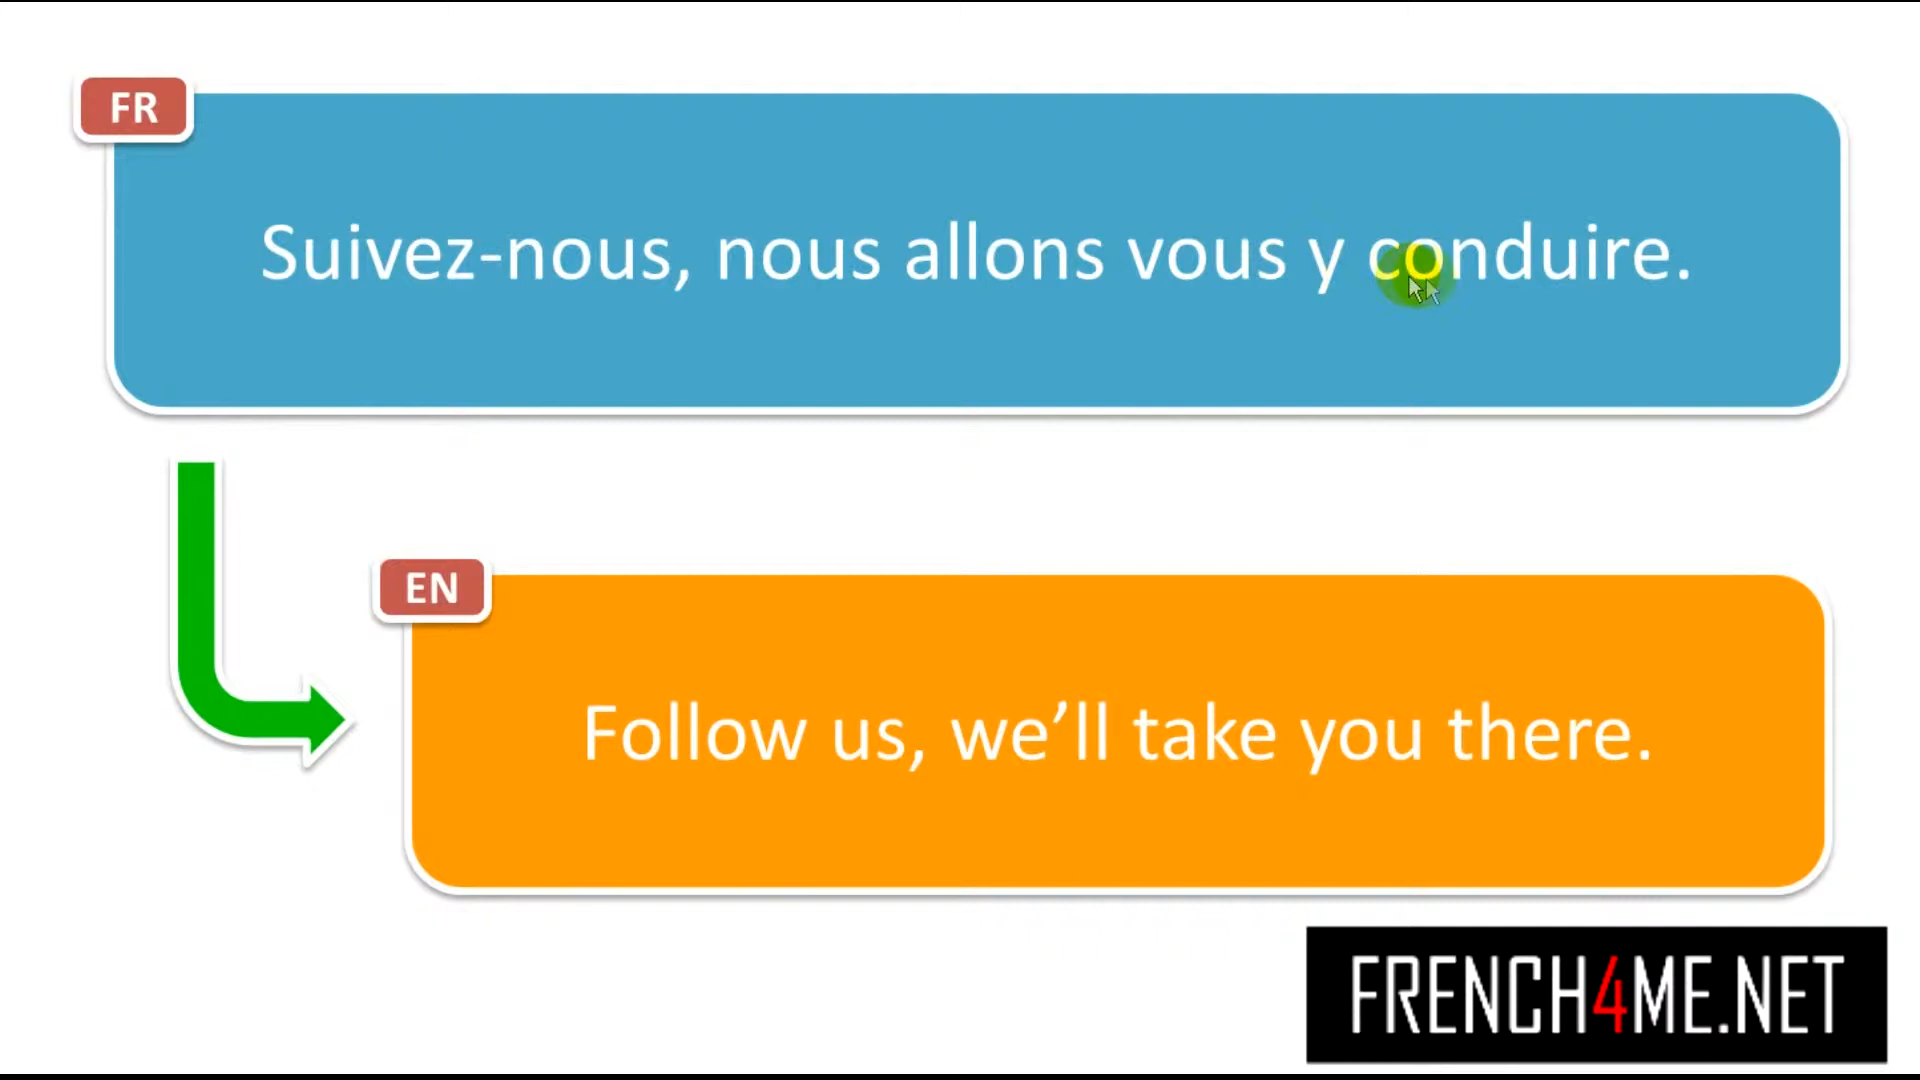 FR
Suivez-nous, nous allons vous y conduire.
EN
Follow us, we’ll take you there.
FRENCH4ME.NET